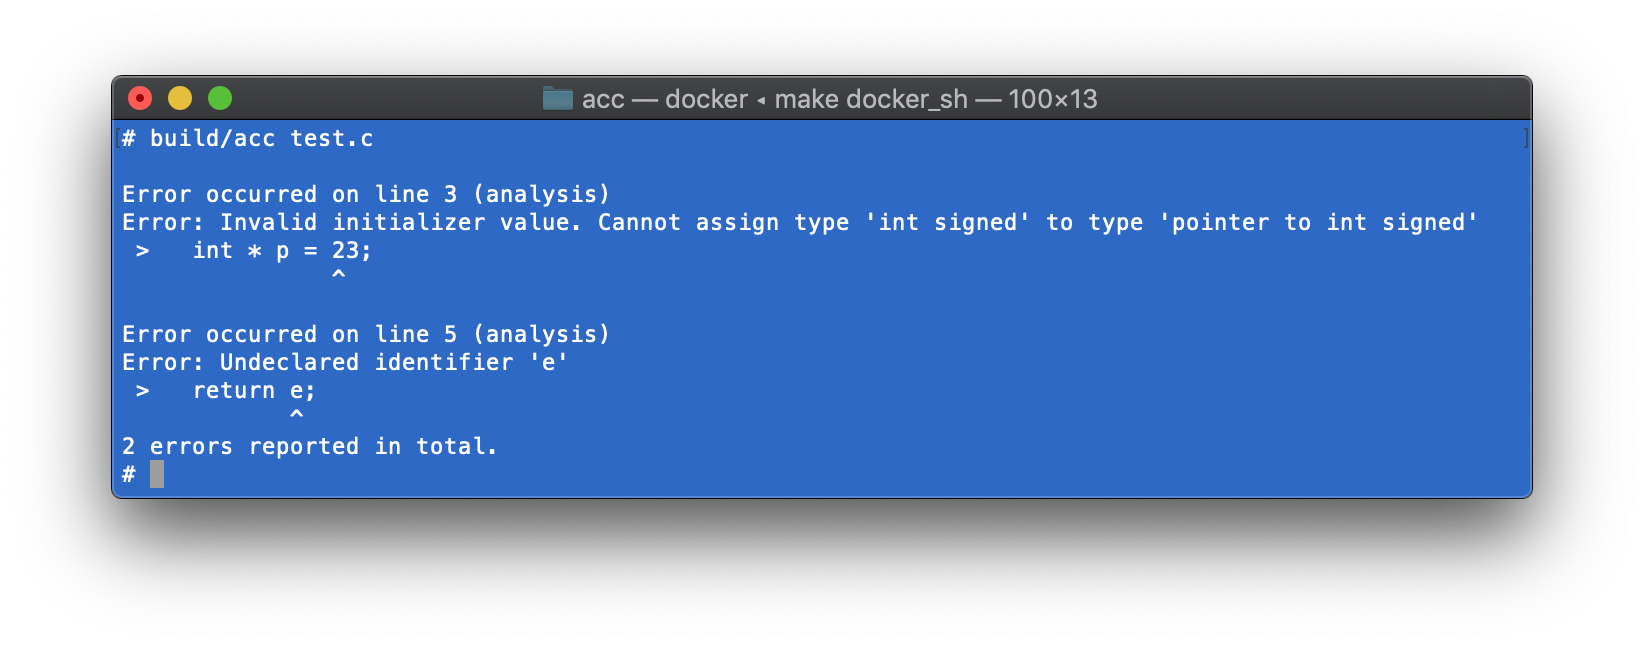 acc — docker ◂ make docker_sh — 100×13
[# build/acc test.c ]
Error occurred on line 3 (analysis)
Error: Invalid initializer value. Cannot assign type 'int signed' to type 'pointer to int signed'
 >   int * p = 23;
               ^
Error occurred on line 5 (analysis)
Error: Undeclared identifier 'e'
 >   return e;
            ^
2 errors reported in total.
#